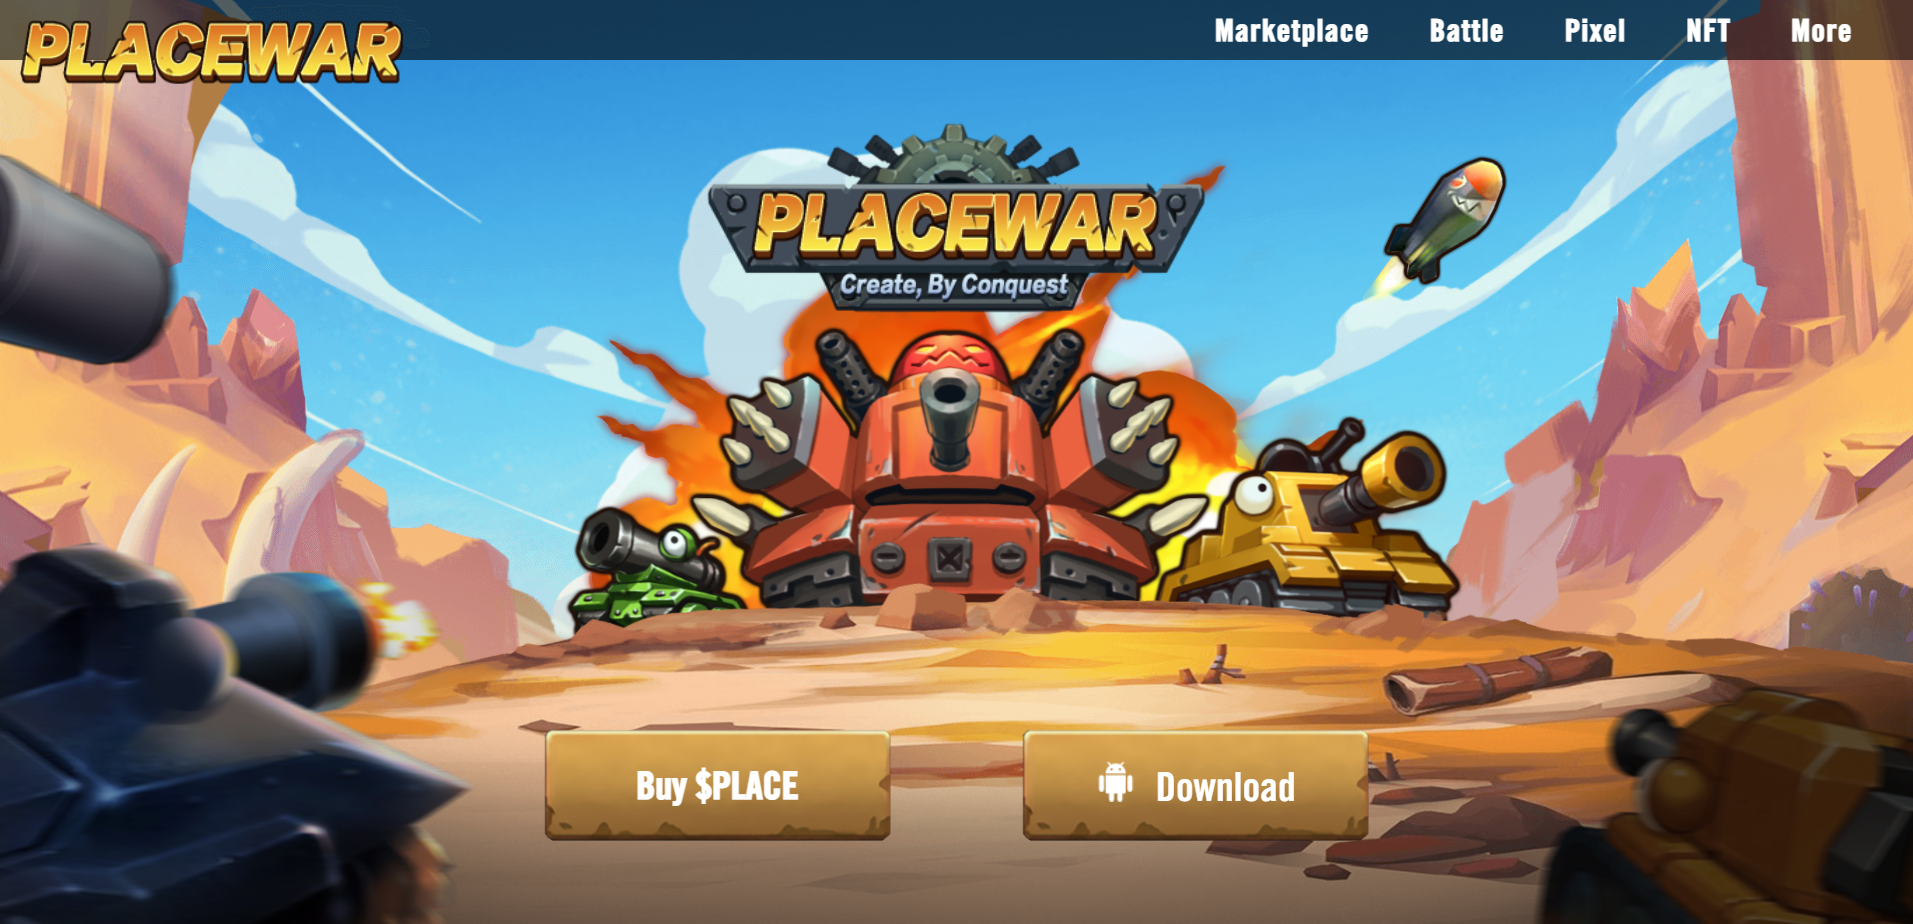 PLACEWAR
Marketplace
Battle
Pixel
NFT
More
PLACEWAR
Create, By Conquest
Buy $PLACE
Download